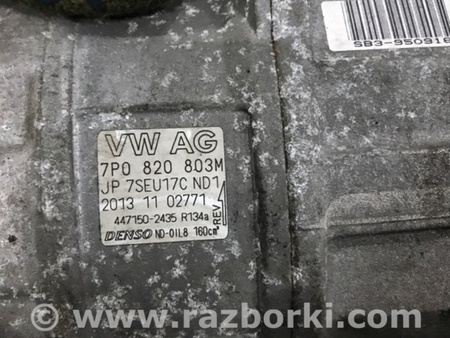 SB3-950916
VW AG
7P0 820 803M
JP 7SEU17C ND1
2013 11 02771
447150-2435 R134a
DENSO ND-OIL8 160cm³
REV
www.razborki.com